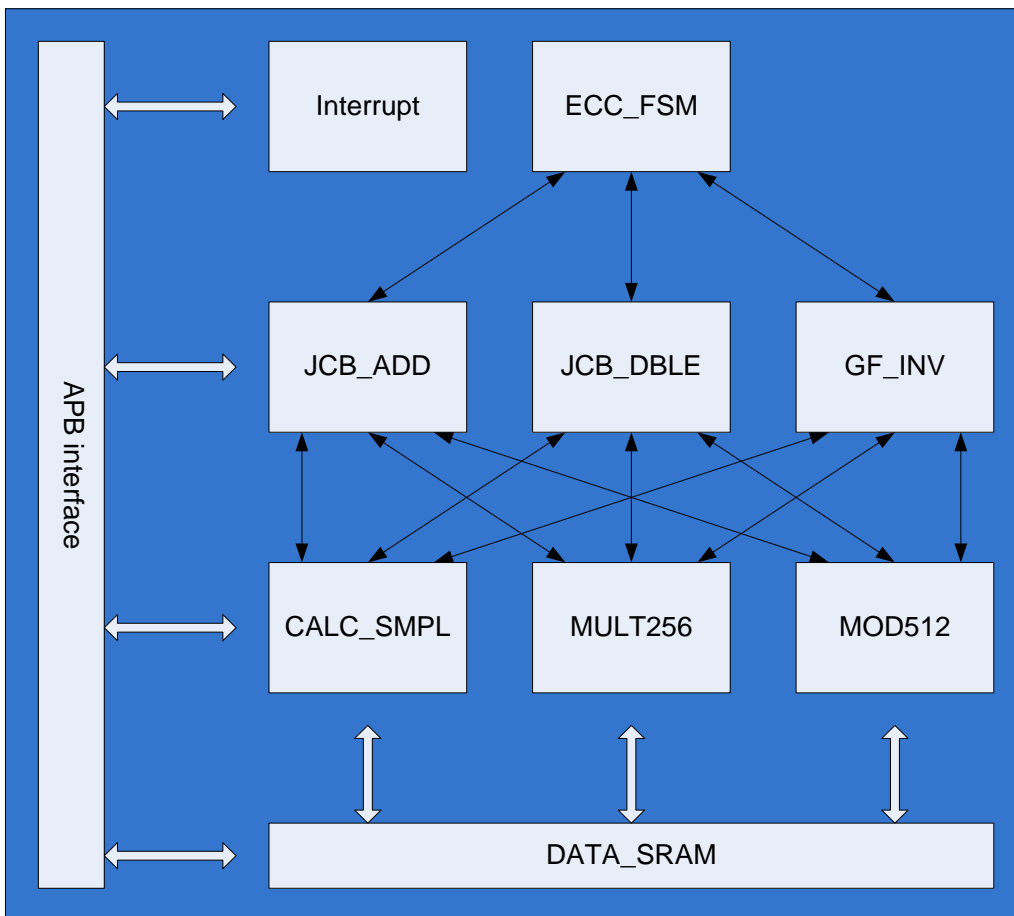 Interrupt
ECC_FSM
JCB_ADD
JCB_DBLE
GF_INV
APB interface
CALC_SMPL
MULT256
MOD512
DATA_SRAM